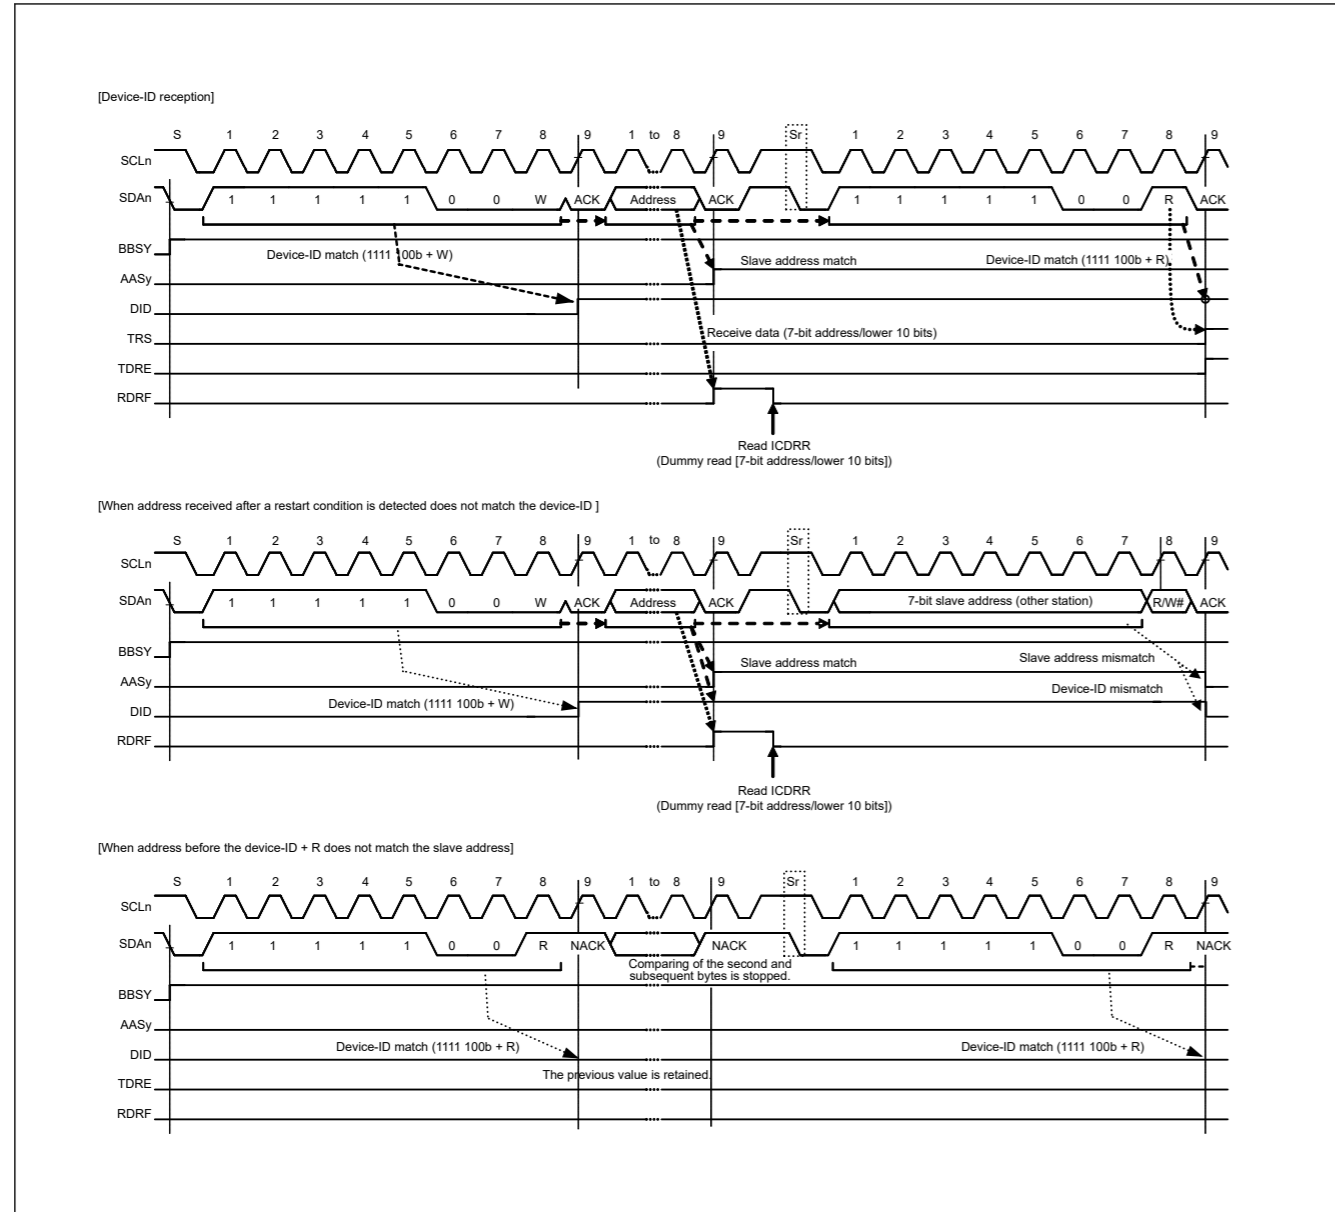 [Device-ID reception]
S 1 2 3 4 5 6 7 8 9 1 to 8 9 Sr 1 2 3 4 5 6 7 8 9
SCLn
SDAn 1 1 1 1 1 0 0 W ACK Address ACK 1 1 1 1 1 0 0 R ACK
BBSY
Device-ID match (1111 100b + W)
Slave address match
Device-ID match (1111 100b + R)
AASy
DID
TRS
Receive data (7-bit address/lower 10 bits)
TDRE
RDRF
Read ICDRR
(Dummy read [7-bit address/lower 10 bits])
[When address received after a restart condition is detected does not match the device-ID ]
S 1 2 3 4 5 6 7 8 9 1 to 8 9 Sr 1 2 3 4 5 6 7 8 9
SCLn
SDAn 1 1 1 1 1 0 0 W ACK Address ACK 7-bit slave address (other station) R/W# ACK
BBSY
Slave address match
Slave address mismatch
AASy
Device-ID mismatch
Device-ID match (1111 100b + W)
DID
RDRF
Read ICDRR
(Dummy read [7-bit address/lower 10 bits])
[When address before the device-ID + R does not match the slave address]
S 1 2 3 4 5 6 7 8 9 1 to 8 9 Sr 1 2 3 4 5 6 7 8 9
SCLn
SDAn 1 1 1 1 1 0 0 R NACK NACK 1 1 1 1 1 0 0 R NACK
Comparing of the second and
subsequent bytes is stopped.
BBSY
AASy
Device-ID match (1111 100b + R)
Device-ID match (1111 100b + R)
DID
The previous value is retained.
TDRE
RDRF